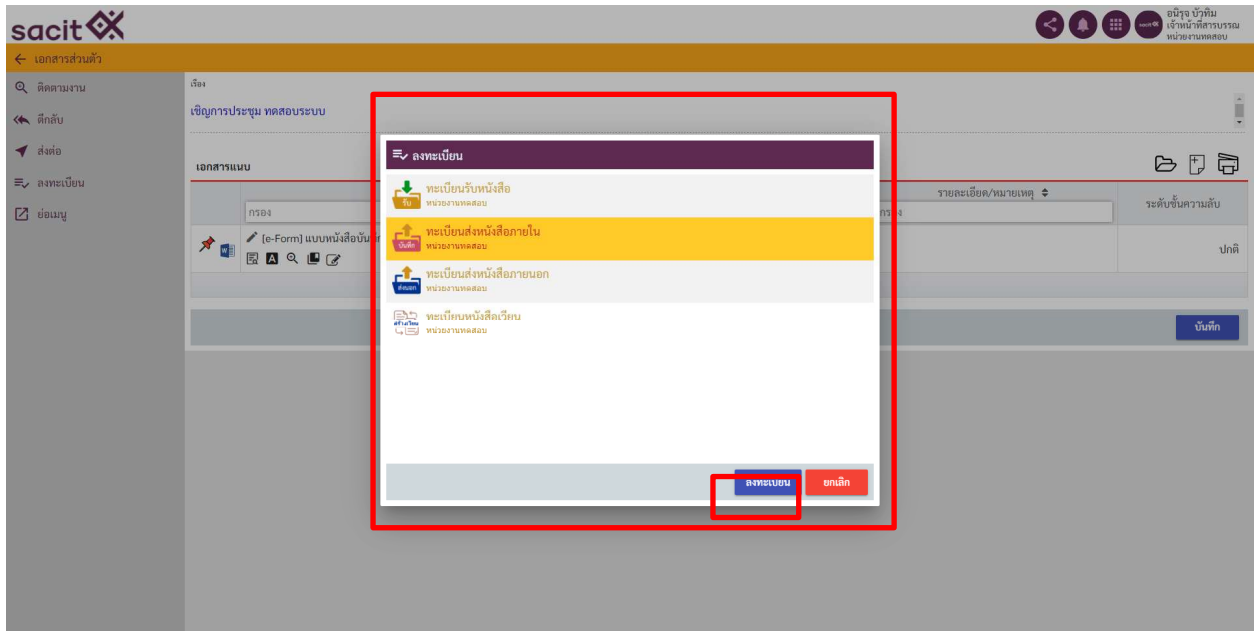 sacit
อนิรุจ บัวทิม
เจ้าหน้าที่สารบรรณ
หน่วยงานทดสอบ
เอกสารส่วนตัว
ติดตามงาน
ตีกลับ
ส่งต่อ
ลงทะเบียน
ย่อเมนู
เรื่อง
เชิญการประชุม ทดสอบระบบ
เอกสารแนบ
รายละเอียด/หมายเหตุ
ระดับชั้นความลับ
กรอง
[e-Form] แบบหนังสือบันทึก
ปกติ
บันทึก
ลงทะเบียน
รับ
ทะเบียนรับหนังสือ
หน่วยงานทดสอบ
บันทึก
ทะเบียนส่งหนังสือภายใน
หน่วยงานทดสอบ
ส่งนอก
ทะเบียนส่งหนังสือภายนอก
หน่วยงานทดสอบ
ทะเบียนหนังสือเวียน
หน่วยงานทดสอบ
ลงทะเบียน
ยกเลิก